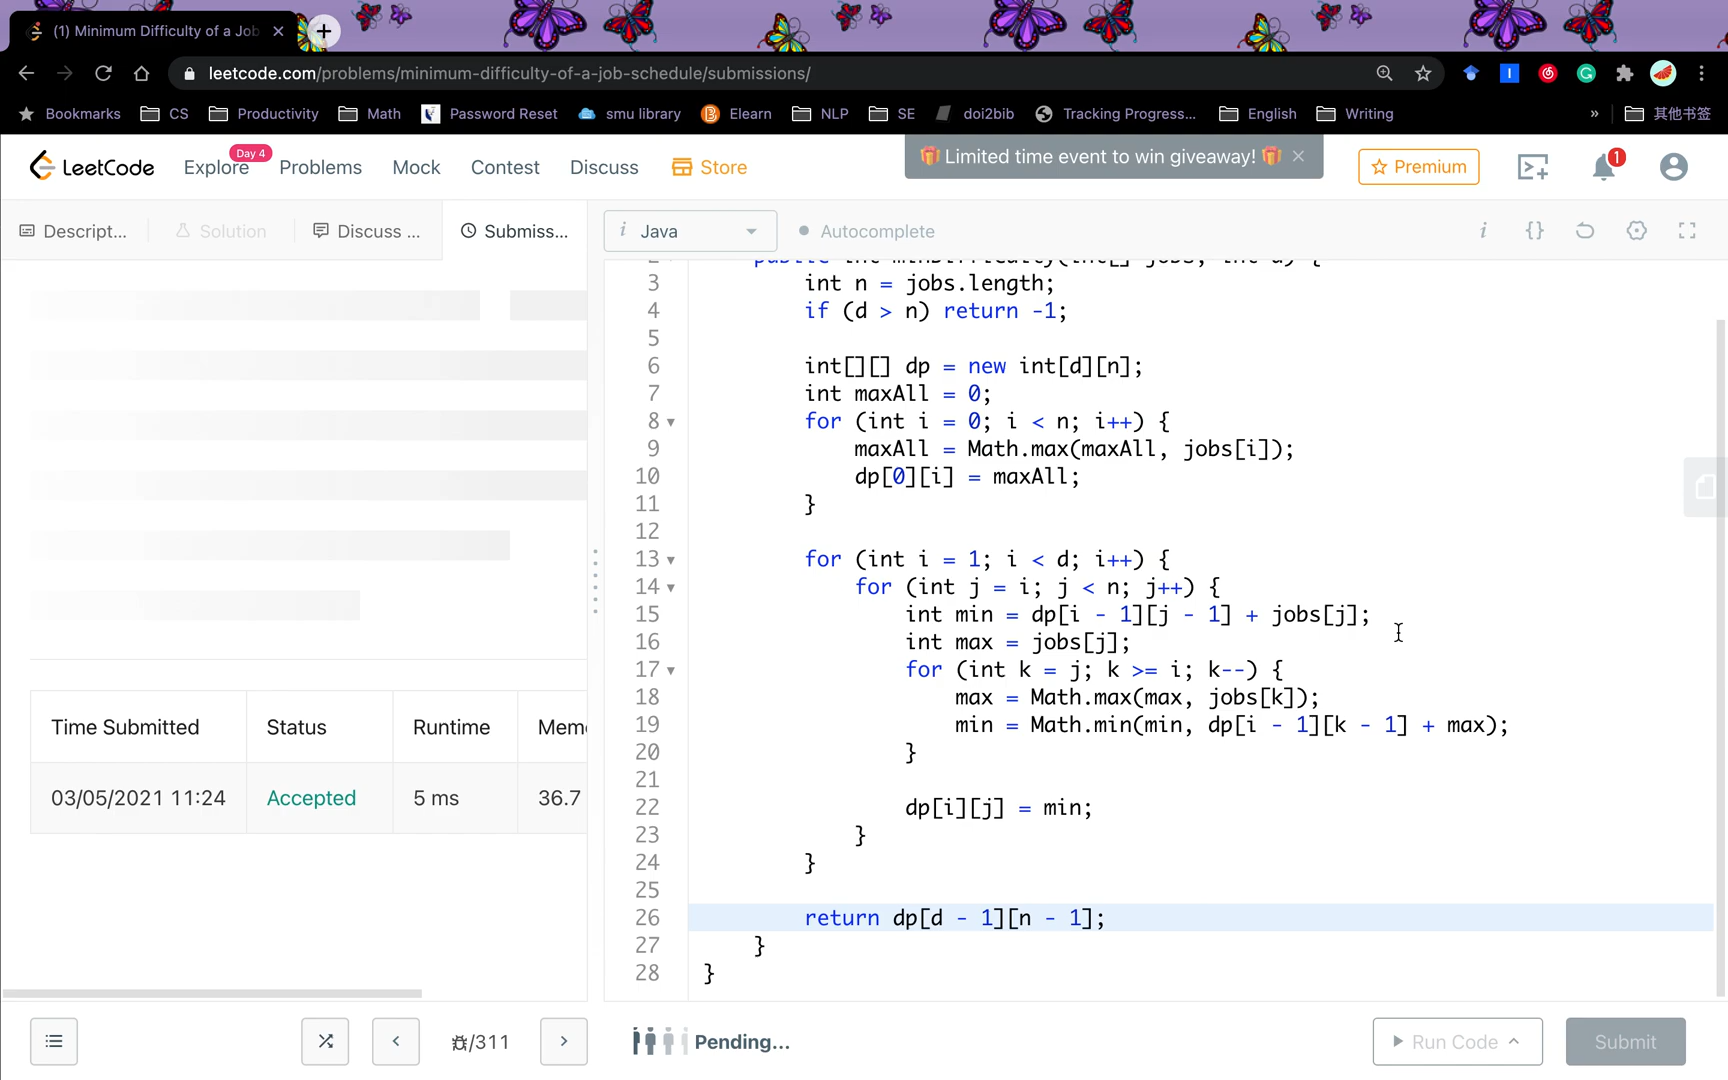 (1) Minimum Difficulty of a Job
leetcode.com/problems/minimum-difficulty-of-a-job-schedule/submissions/
Bookmarks CS Productivity Math Password Reset smu library Elearn NLP SE doi2bib Tracking Progress... English Writing » 其他书签
LeetCode Explore Day 4 Problems Mock Contest Discuss Store Limited time event to win giveaway! Premium 1
Descript... Solution Discuss ... Submiss... i Java Autocomplete i {}
2 public int minDifficulty(int[] jobs, int d) {
3 int n = jobs.length;
4 if (d > n) return -1;
5
6 int[][] dp = new int[d][n];
7 int maxAll = 0;
8 for (int i = 0; i < n; i++) {
9 maxAll = Math.max(maxAll, jobs[i]);
10 dp[0][i] = maxAll;
11 }
12
13 for (int i = 1; i < d; i++) {
14 for (int j = i; j < n; j++) {
15 int min = dp[i - 1][j - 1] + jobs[j];
16 int max = jobs[j];
17 for (int k = j; k >= i; k--) {
18 max = Math.max(max, jobs[k]);
19 min = Math.min(min, dp[i - 1][k - 1] + max);
20 }
21
22 dp[i][j] = min;
23 }
24 }
25
26 return dp[d - 1][n - 1];
27 }
28 }
Time Submitted Status Runtime Mem
03/05/2021 11:24 Accepted 5 ms 36.7
/311 Pending... Run Code Submit